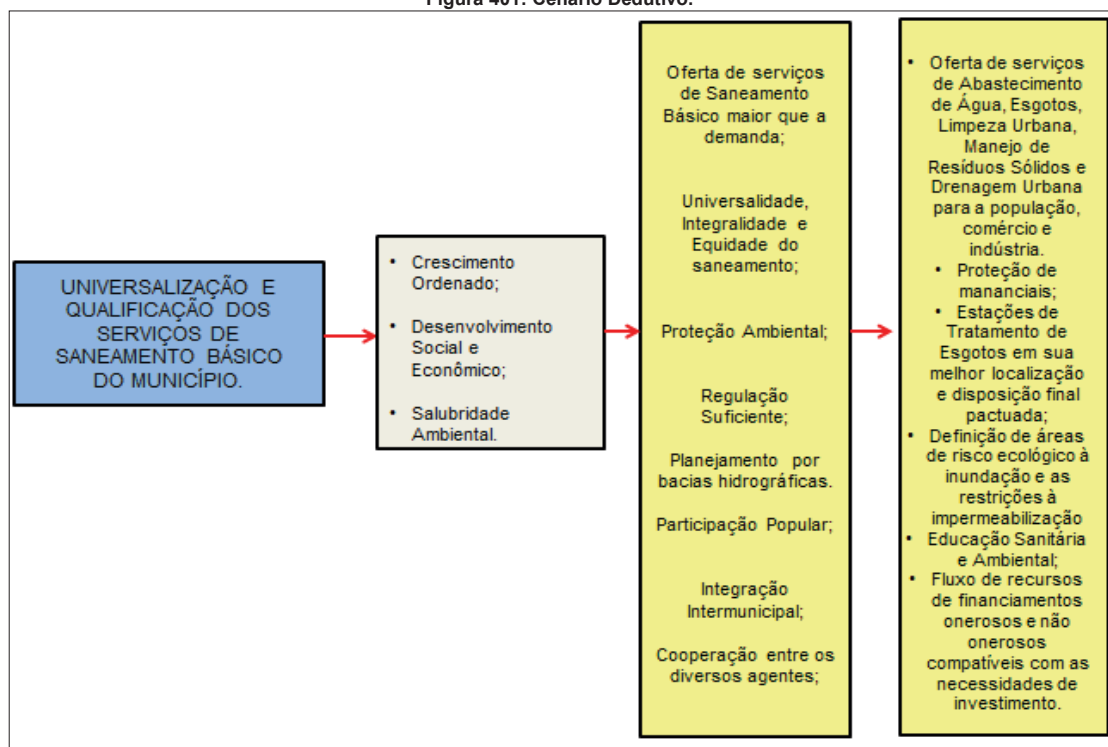 Figura 401: Cenário Dedutivo.
UNIVERSALIZAÇÃO E
QUALIFICAÇÃO DOS
SERVIÇOS DE
SANEAMENTO BÁSICO
DO MUNICÍPIO.
• Crescimento
Ordenado;
• Desenvolvimento
Social e
Econômico;
• Salubridade
Ambiental.
Oferta de serviços
de Saneamento
Básico maior que a
demanda;
Universalidade,
Integralidade e
Equidade do
saneamento;
Proteção Ambiental;
Regulação
Suficiente;
Planejamento por
bacias hidrográficas.
Participação Popular;
Integração
Intermunicipal;
Cooperação entre os
diversos agentes;
• Oferta de serviços
de Abastecimento
de Água, Esgotos,
Limpeza Urbana,
Manejo de
Resíduos Sólidos e
Drenagem Urbana
para a população,
comércio e
indústria.
• Proteção de
mananciais;
• Estações de
Tratamento de
Esgotos em sua
melhor localização
e disposição final
pactuada;
• Definição de áreas
de risco ecológico à
inundação e as
restrições à
impermeabilização
• Educação Sanitária
e Ambiental;
• Fluxo de recursos
de financiamentos
onerosos e não
onerosos
compatíveis com as
necessidades de
investimento.